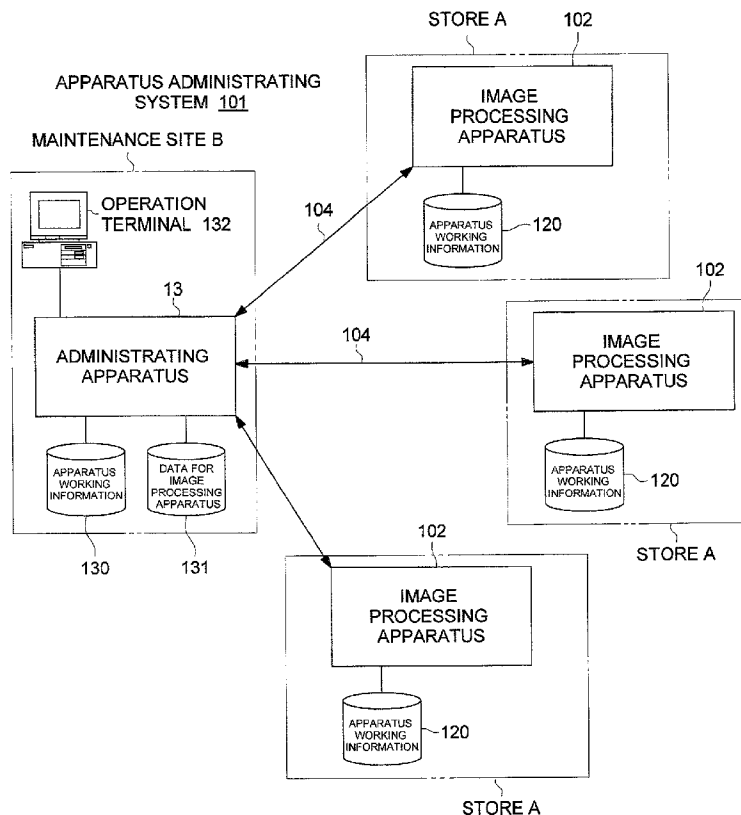 APPARATUS ADMINISTRATING
SYSTEM 101
MAINTENANCE SITE B
OPERATION
TERMINAL 132
13
ADMINISTRATING
APPARATUS
APPARATUS
WORKING
INFORMATION
130
DATA FOR
IMAGE
PROCESSING
APPARATUS
131
104
104
STORE A
102
IMAGE
PROCESSING
APPARATUS
APPARATUS
WORKING
INFORMATION
120
102
IMAGE
PROCESSING
APPARATUS
APPARATUS
WORKING
INFORMATION
120
STORE A
102
IMAGE
PROCESSING
APPARATUS
APPARATUS
WORKING
INFORMATION
120
STORE A